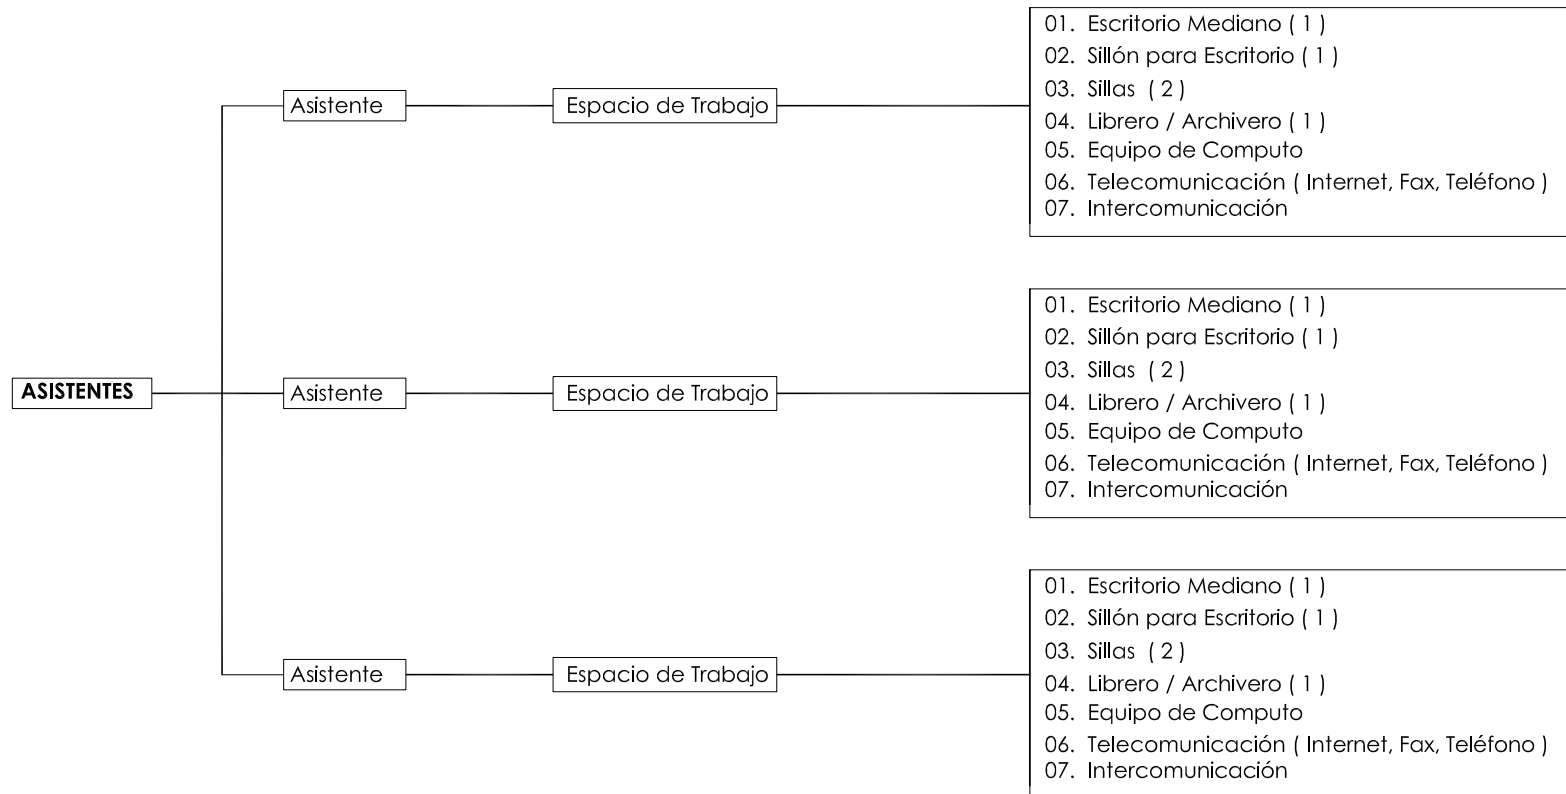 ASISTENTES
Asistente
Espacio de Trabajo
01. Escritorio Mediano ( 1 )
02. Sillón para Escritorio ( 1 )
03. Sillas ( 2 )
04. Librero / Archivero ( 1 )
05. Equipo de Computo
06. Telecomunicación ( Internet, Fax, Teléfono )
07. Intercomunicación
Asistente
Espacio de Trabajo
01. Escritorio Mediano ( 1 )
02. Sillón para Escritorio ( 1 )
03. Sillas ( 2 )
04. Librero / Archivero ( 1 )
05. Equipo de Computo
06. Telecomunicación ( Internet, Fax, Teléfono )
07. Intercomunicación
Asistente
Espacio de Trabajo
01. Escritorio Mediano ( 1 )
02. Sillón para Escritorio ( 1 )
03. Sillas ( 2 )
04. Librero / Archivero ( 1 )
05. Equipo de Computo
06. Telecomunicación ( Internet, Fax, Teléfono )
07. Intercomunicación